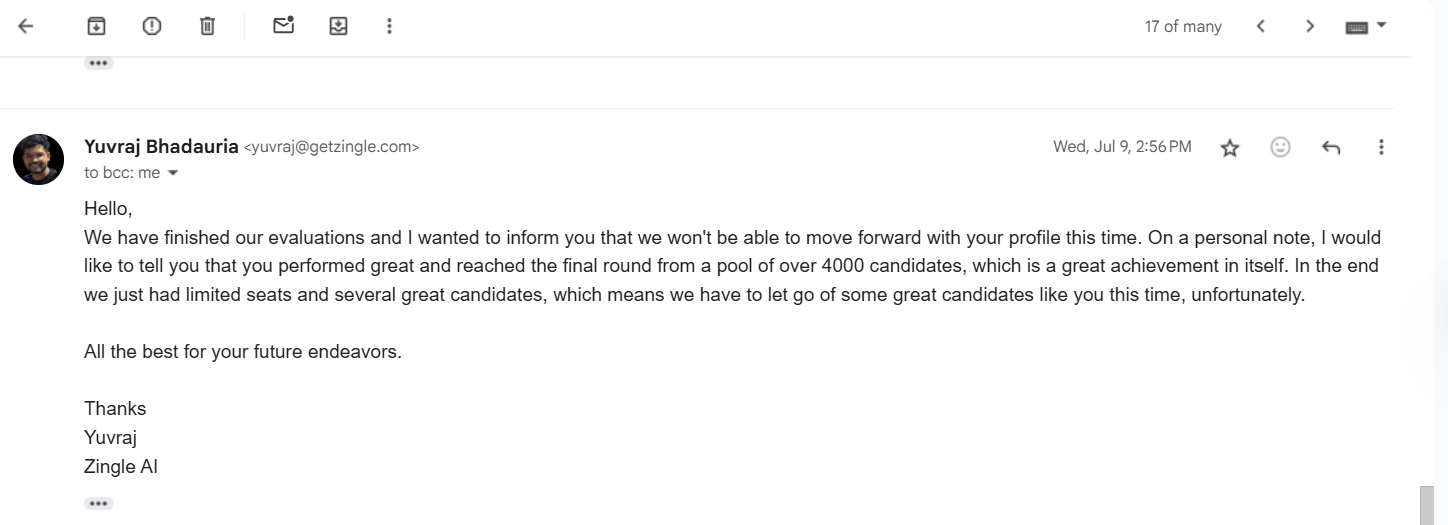 17 of many
Yuvraj Bhadauria <yuvraj@getzingle.com>
Wed, Jul 9, 2:56 PM
to bcc: me
Hello,
We have finished our evaluations and I wanted to inform you that we won't be able to move forward with your profile this time. On a personal note, I would
like to tell you that you performed great and reached the final round from a pool of over 4000 candidates, which is a great achievement in itself. In the end
we just had limited seats and several great candidates, which means we have to let go of some great candidates like you this time, unfortunately.
All the best for your future endeavors.
Thanks
Yuvraj
Zingle AI